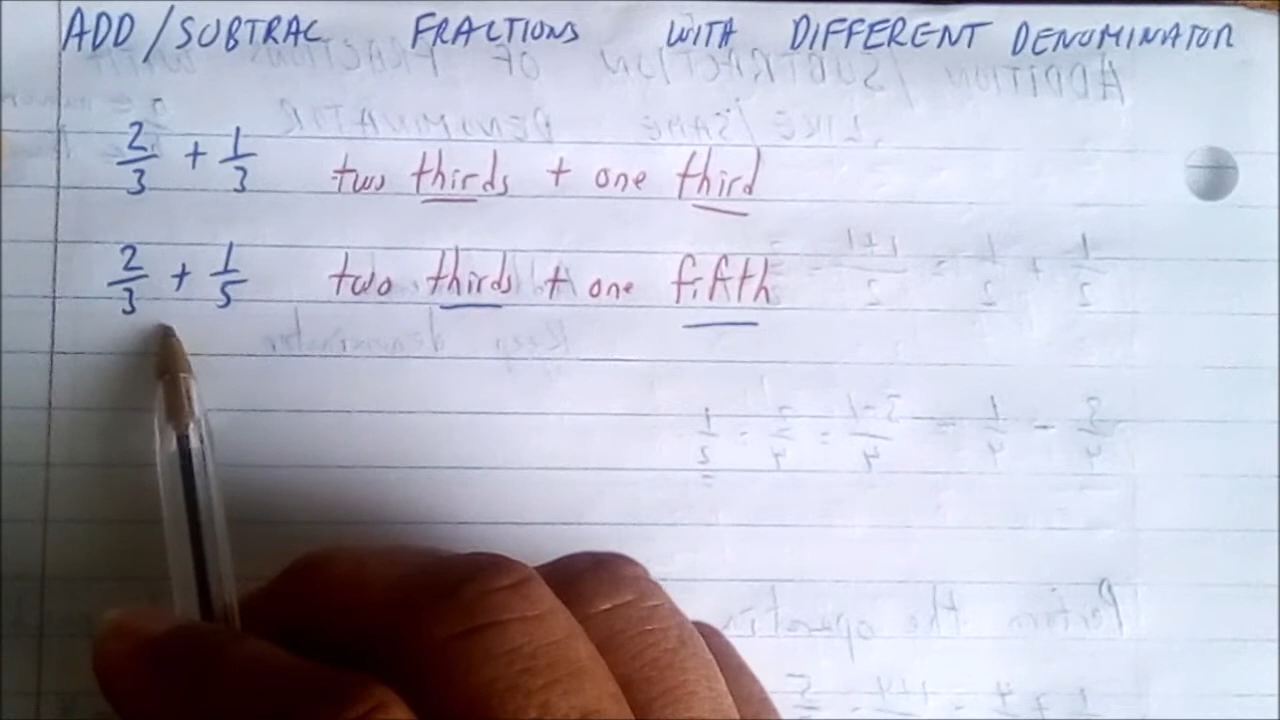 ADD/SUBTRAC FRACTIONS WITH DIFFERENT DENOMINATOR
2/3 + 1/3 two thirds + one third
2/3 + 1/5 two thirds + one fifth